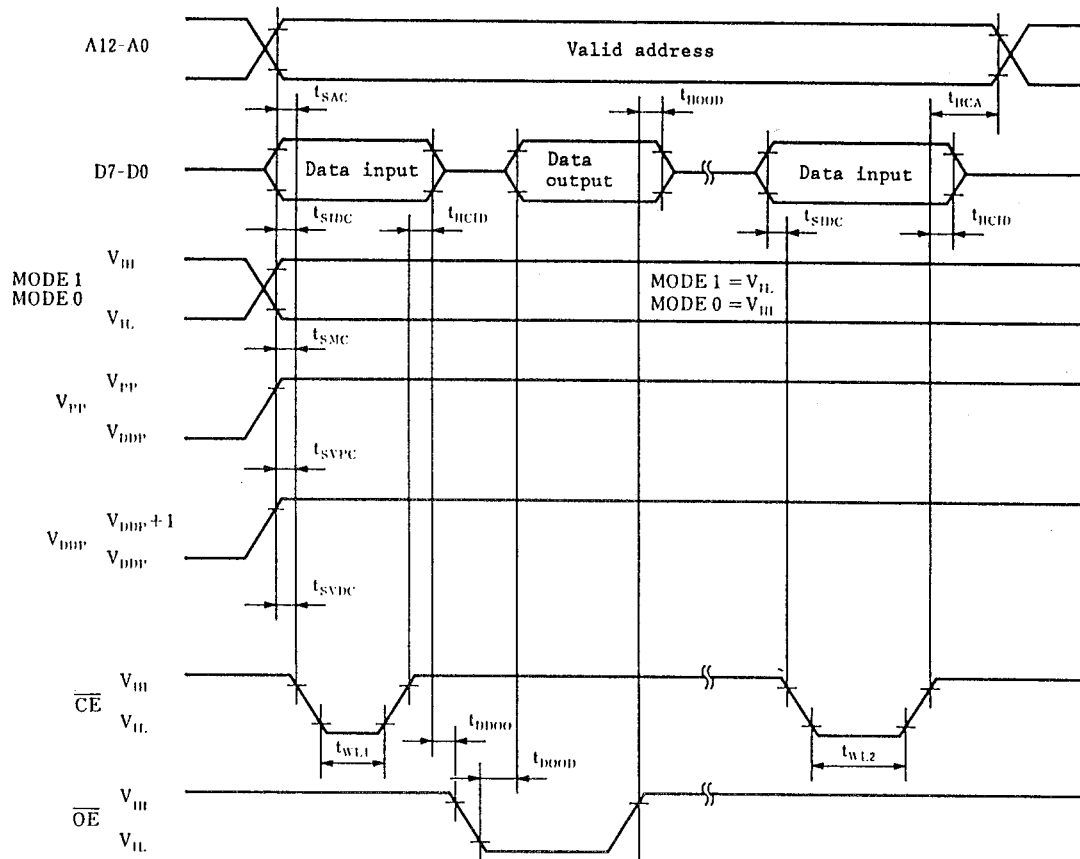 A12-A0
Valid address
tSAC
tHOOD
tHCA
D7-D0
Data input
Data output
Data input
tSIDC
tHCID
tSIDC
tHCID
MODE 1
MODE 0
VIH
VIL
MODE 1 = VIL
MODE 0 = VIH
tSMC
VPP
VPP
VDDP
tSVPC
VDDP
VDDP+1
VDDP
tSVDC
CE
VIH
VIL
tWL1
tDDOO
tDOOD
tWL2
OE
VIH
VIL